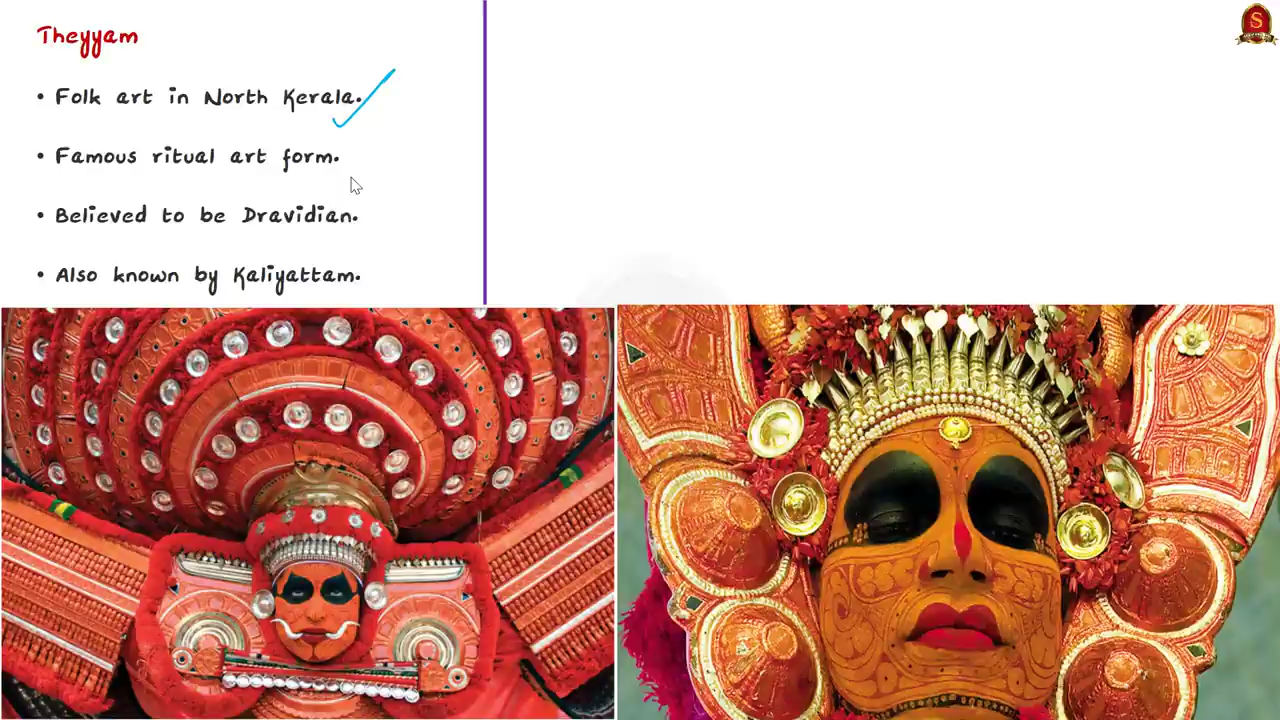 Theyyam
• Folk art in North Kerala.
• Famous ritual art form.
• Believed to be Dravidian.
• Also known by Kaliyattam.
S